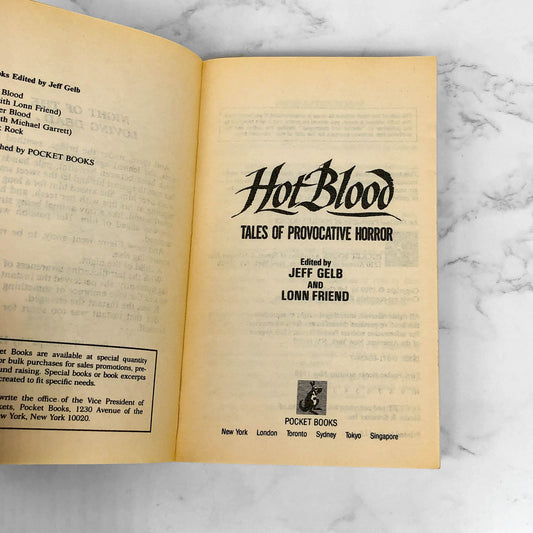 ks Edited by Jeff Gelb
Blood
ith Lonn Friend)
er Blood
th Michael Garrett)
Rock
hed by POCKET BOOKS
ket Books are available at special quantity
or bulk purchases for sales promotions, pre-
und raising. Special books or book excerpts
created to fit specific needs.
write the office of the Vice President of
kets, Pocket Books, 1230 Avenue of the
ew York, New York 10020.
Hot Blood
TALES OF PROVOCATIVE HORROR
Edited by
JEFF GELB
AND
LONN FRIEND
POCKET BOOKS
New York London Toronto Sydney Tokyo Singapore